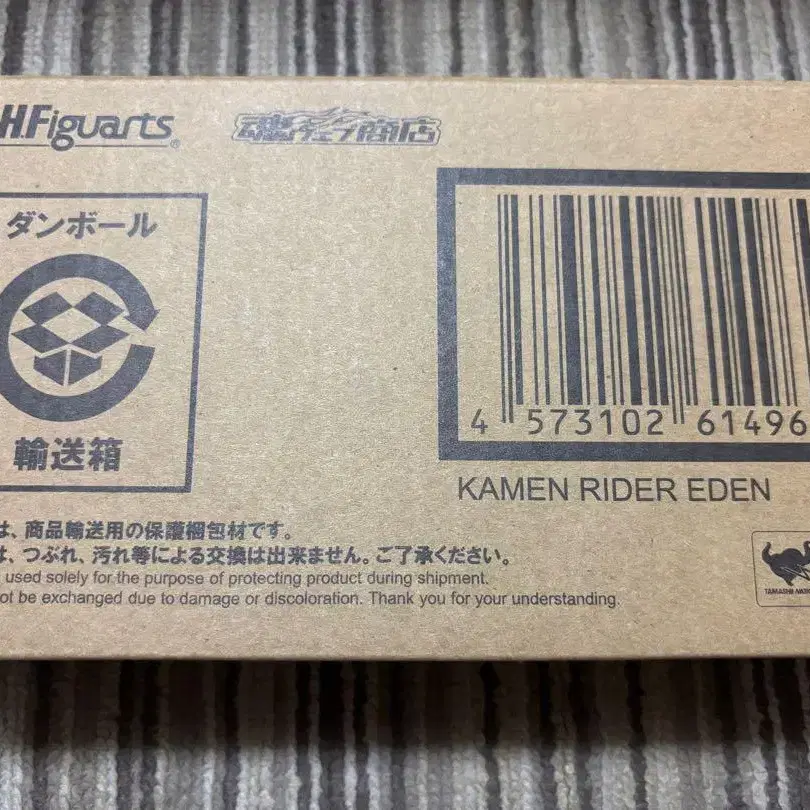 H.Figuarts®
魂ウェブ商店
ダンボール
輸送箱
4 573102 61496
KAMEN RIDER EDEN
は、商品輸送用の保護梱包材です。
は、つぶれ、汚れ等による交換は出来ません。ご了承ください。
used solely for the purpose of protecting product during shipment.
ot be exchanged due to damage or discoloration. Thank you for your understanding.
TAMASHII